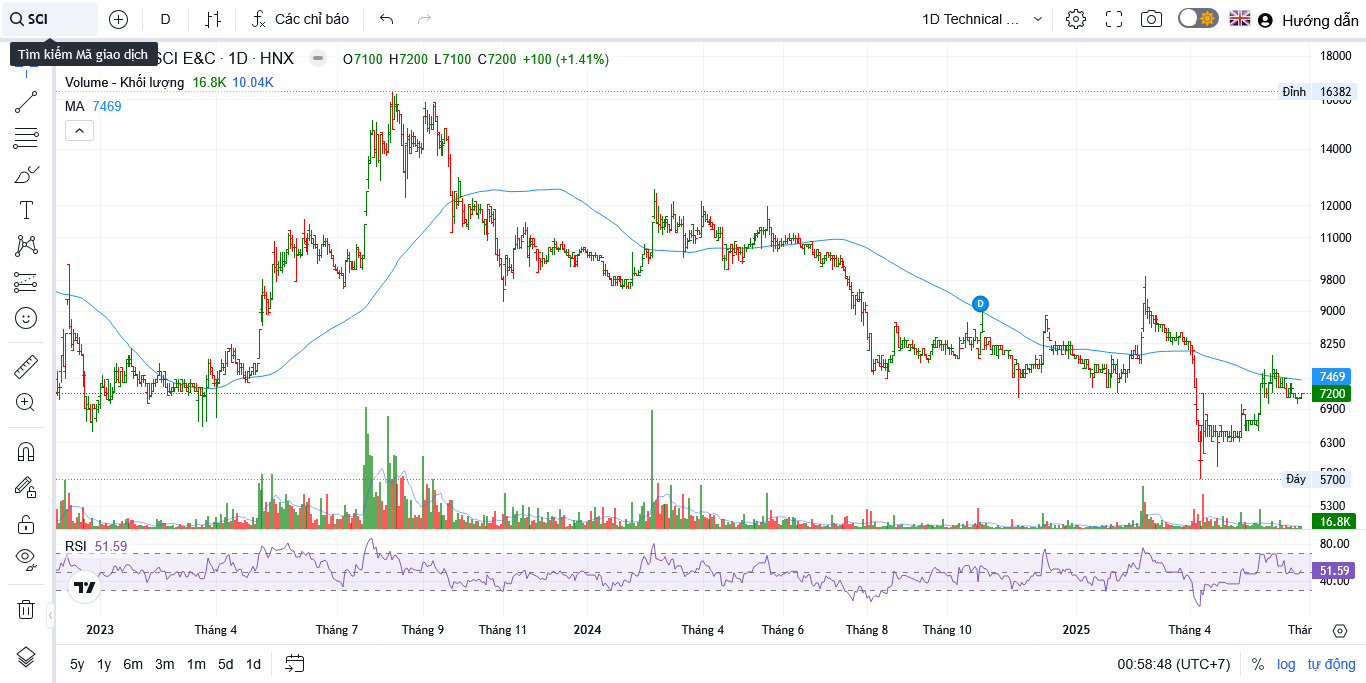 SCI D Các chỉ báo 1D Technical ... Hướng dẫn
Tìm kiếm Mã giao dịch
SCI E&C · 1D · HNX O7100 H7200 L7100 C7200 +100 (+1.41%)
Volume - Khối lượng 16.8K 10.04K
MA 7469
18000
Đỉnh 16382
16000
14000
12000
11000
9800
D
9000
8250
7469
7200
6900
6300
5800
Đáy 5700
5300
16.8K
RSI 51.59
80.00
51.59
40.00
2023 Tháng 4 Tháng 7 Tháng 9 Tháng 11 2024 Tháng 4 Tháng 6 Tháng 8 Tháng 10 2025 Tháng 4 Thár
5y 1y 6m 3m 1m 5d 1d 00:58:48 (UTC+7) % log tự động